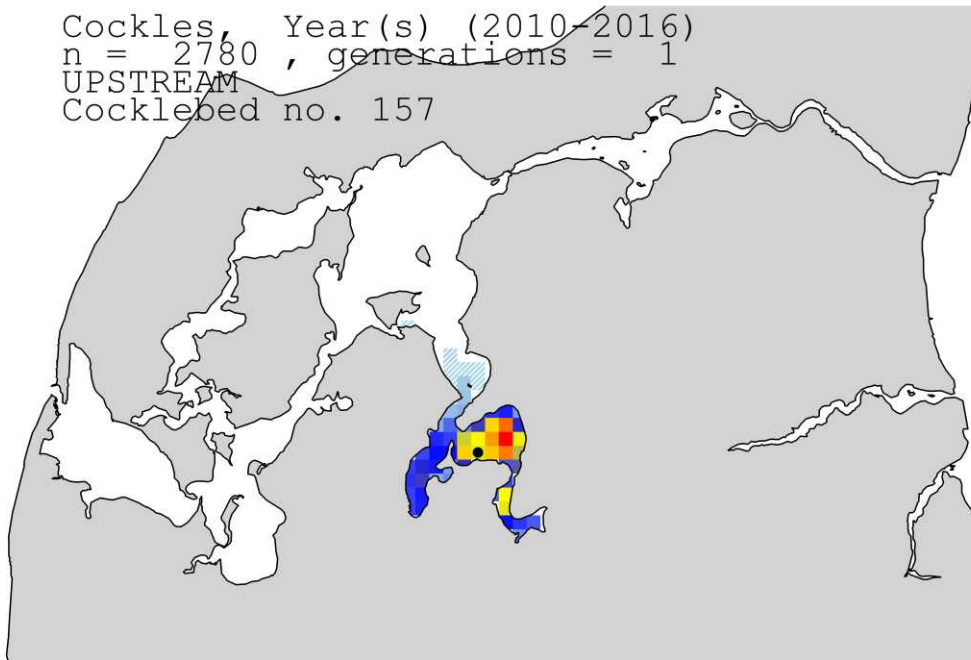 Cockles, Year(s) (2010-2016)
n = 2780 , generations = 1
UPSTREAM
Cocklebed no. 157